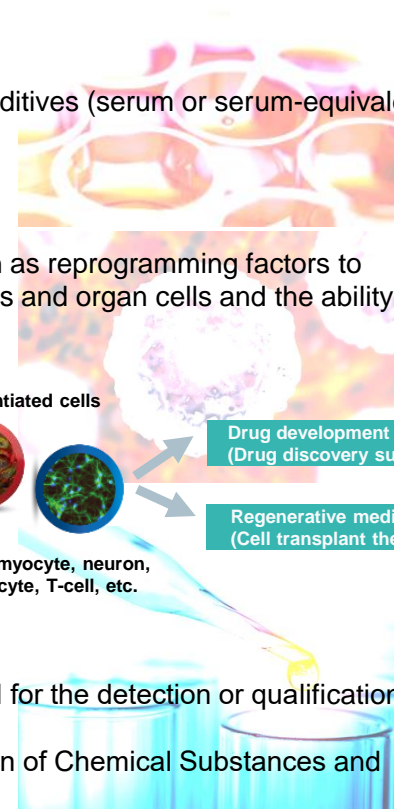 dditives (serum or serum-equivale
n as reprogramming factors to
s and organ cells and the ability
ntiated cells
Drug development
(Drug discovery su
Regenerative medi
(Cell transplant the
myocyte, neuron,
cyte, T-cell, etc.
l for the detection or qualification
n of Chemical Substances and